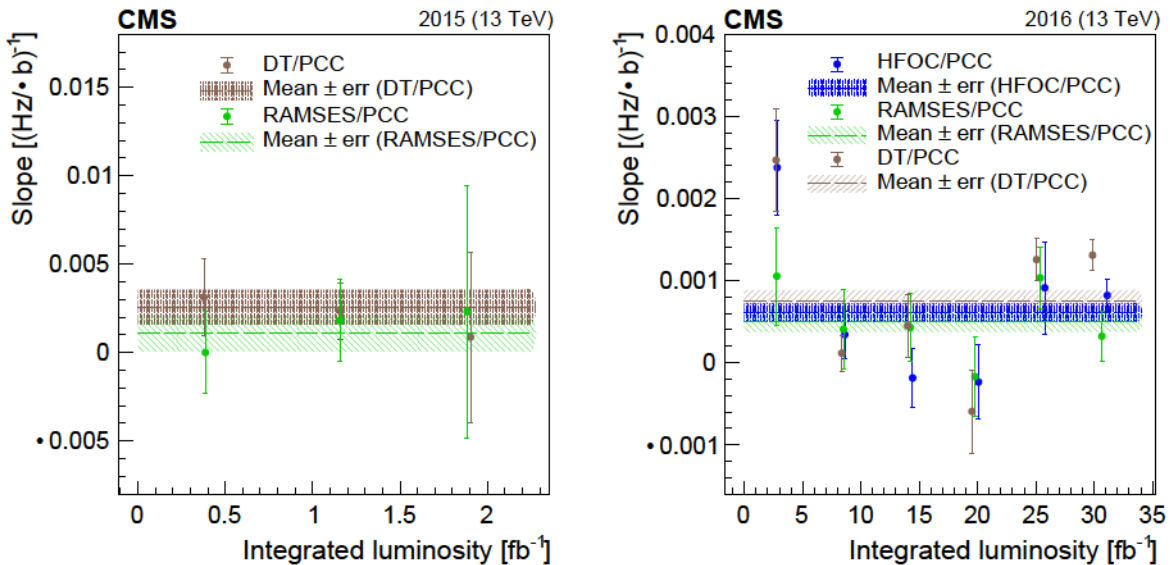 CMS 2015 (13 TeV)
Slope [(Hz/• b)⁻¹]
0.015
0.01
0.005
0
• 0.005
DT/PCC
Mean ± err (DT/PCC)
RAMSES/PCC
Mean ± err (RAMSES/PCC)
0 0.5 1 1.5 2
Integrated luminosity [fb⁻¹]
CMS 2016 (13 TeV)
Slope [(Hz/• b)⁻¹]
0.004
0.003
0.002
0.001
0
• 0.001
HFOC/PCC
Mean ± err (HFOC/PCC)
RAMSES/PCC
Mean ± err (RAMSES/PCC)
DT/PCC
Mean ± err (DT/PCC)
0 5 10 15 20 25 30 35
Integrated luminosity [fb⁻¹]